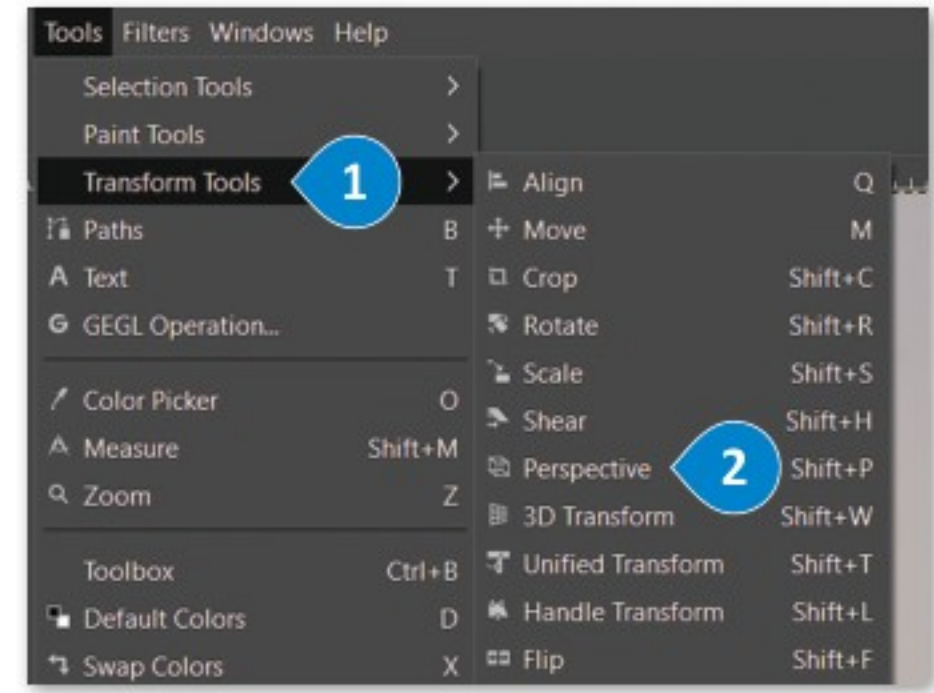 Tools Filters Windows Help
Selection Tools >
Paint Tools >
Transform Tools 1 >
Paths B
A Text T
G GEGL Operation...
Color Picker O
Measure Shift+M
Zoom Z
Toolbox Ctrl+B
Default Colors D
Swap Colors X
Align Q
Move M
Crop Shift+C
Rotate Shift+R
Scale Shift+S
Shear Shift+H
Perspective 2 Shift+P
3D Transform Shift+W
Unified Transform Shift+T
Handle Transform Shift+L
Flip Shift+F